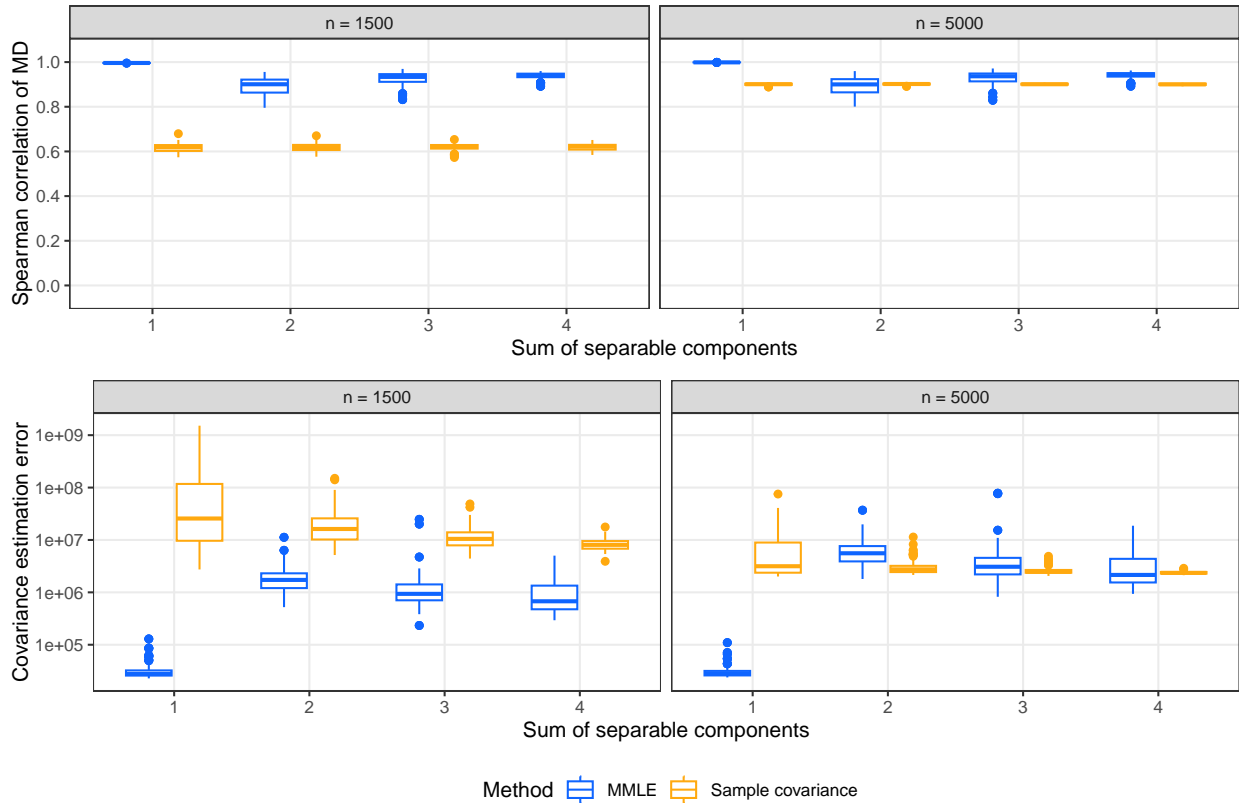 n = 1500
n = 5000
Spearman correlation of MD
1.0
0.8
0.6
0.4
0.2
0.0
1
2
3
4
1
2
3
4
Sum of separable components
n = 1500
n = 5000
Covariance estimation error
1e+09
1e+08
1e+07
1e+06
1e+05
1
2
3
4
1
2
3
4
Sum of separable components
Method MMLE Sample covariance